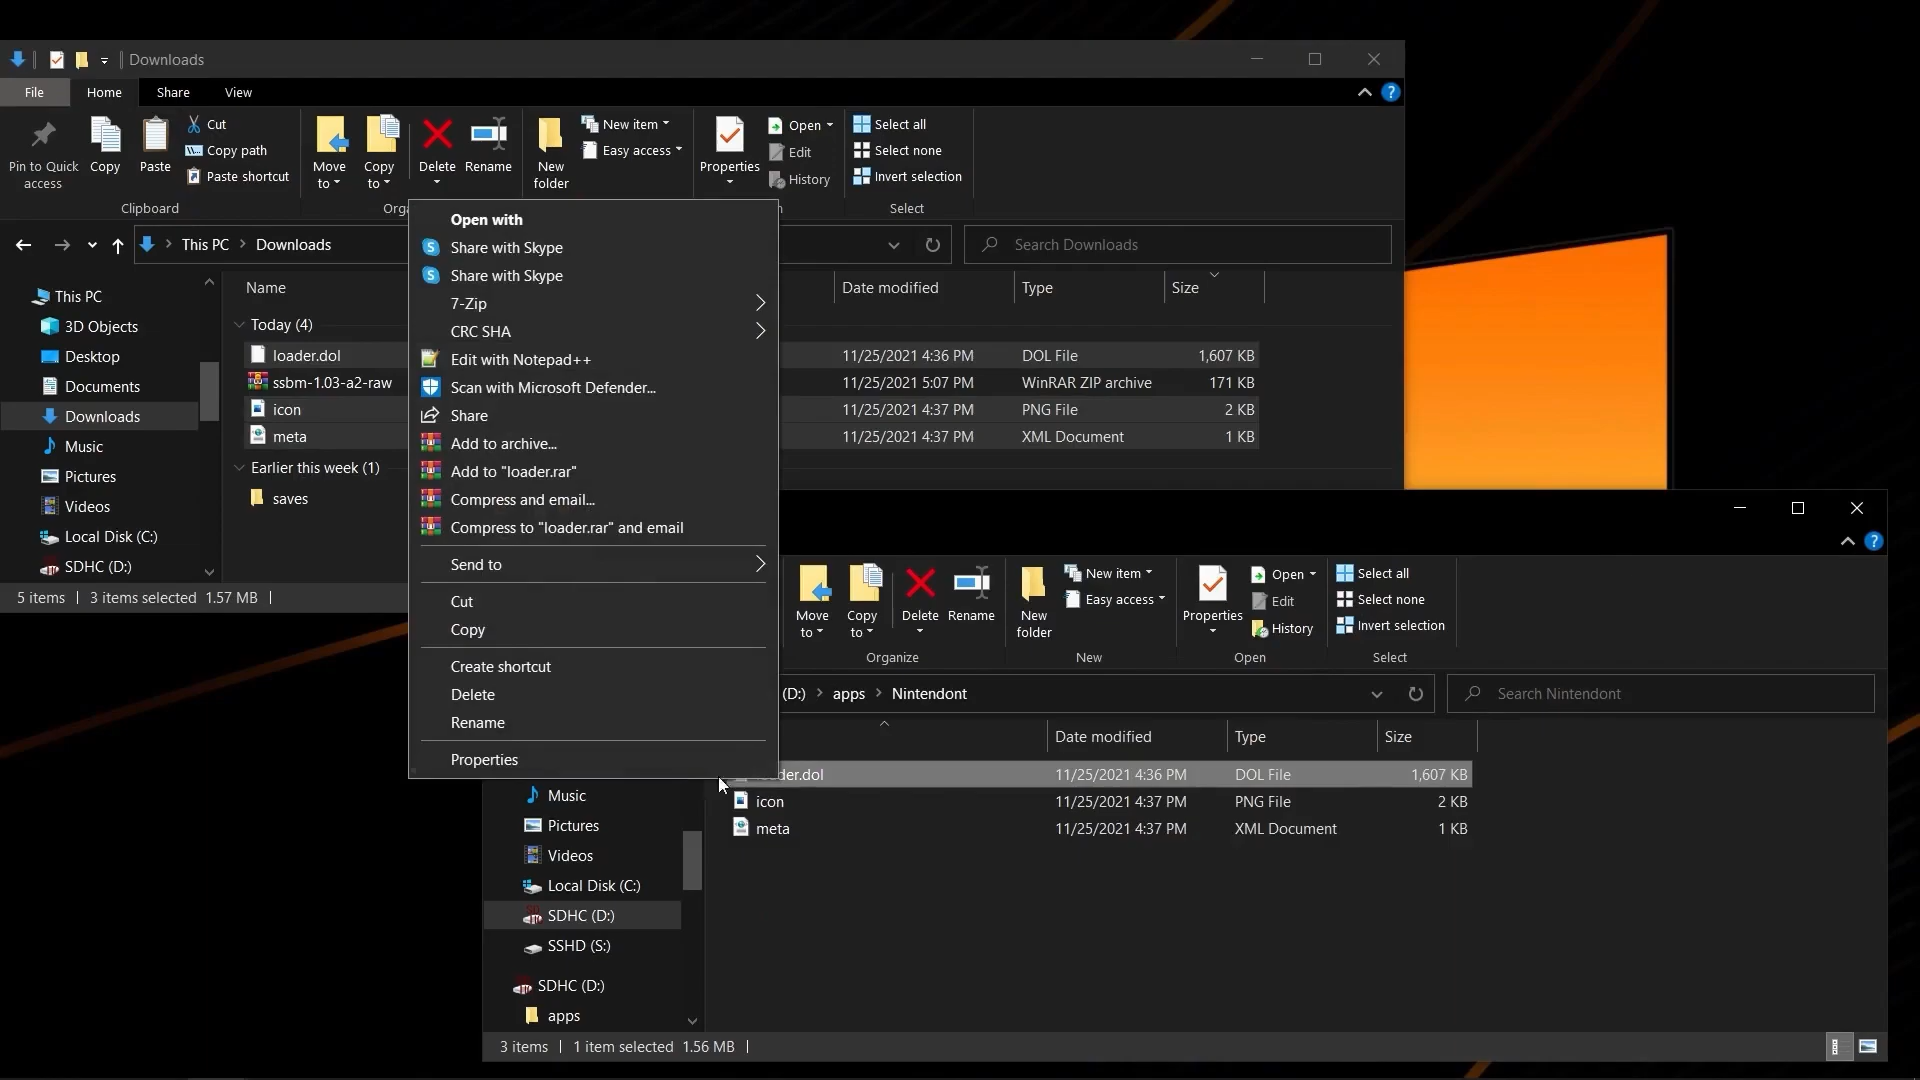 Downloads
File Home Share View
Pin to Quick access
Copy
Paste
Cut
Copy path
Paste shortcut
Clipboard
Move to
Copy to
Delete
Rename
New folder
New item
Easy access
Properties
Open
Edit
History
Select all
Select none
Invert selection
Select
This PC Downloads
Search Downloads
Name Date modified Type Size
This PC
3D Objects
Desktop
Documents
Downloads
Music
Pictures
Videos
Local Disk (C:)
SDHC (D:)
Today (4)
loader.dol 11/25/2021 4:36 PM DOL File 1,607 KB
ssbm-1.03-a2-raw 11/25/2021 5:07 PM WinRAR ZIP archive 171 KB
icon 11/25/2021 4:37 PM PNG File 2 KB
meta 11/25/2021 4:37 PM XML Document 1 KB
Earlier this week (1)
saves
5 items 3 items selected 1.57 MB
Open with
Share with Skype
Share with Skype
7-Zip
CRC SHA
Edit with Notepad++
Scan with Microsoft Defender...
Share
Add to archive...
Add to "loader.rar"
Compress and email...
Compress to "loader.rar" and email
Send to
Cut
Copy
Create shortcut
Delete
Rename
Properties
Move to
Copy to
Delete
Rename
Organize
New folder
New item
Easy access
New
Properties
Open
Edit
History
Open
Select all
Select none
Invert selection
Select
(D:) apps Nintendont
Search Nintendont
Date modified Type Size
der.dol 11/25/2021 4:36 PM DOL File 1,607 KB
icon 11/25/2021 4:37 PM PNG File 2 KB
meta 11/25/2021 4:37 PM XML Document 1 KB
Music
Pictures
Videos
Local Disk (C:)
SDHC (D:)
SSHD (S:)
SDHC (D:)
apps
3 items 1 item selected 1.56 MB